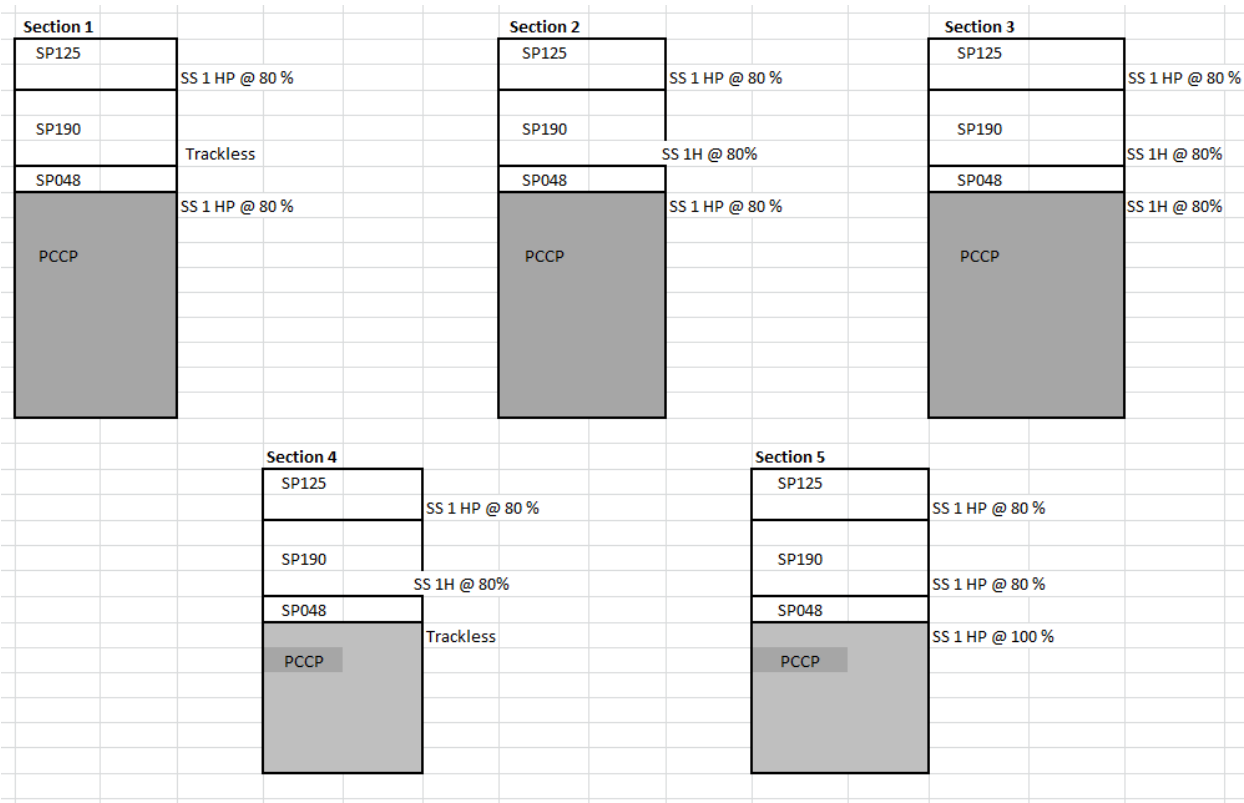 Section 1 Section 2 Section 3
SP125 SP125 SP125
SS 1 HP @ 80 % SS 1 HP @ 80 % SS 1 HP @ 80 %
SP190 SP190 SP190
Trackless SS 1H @ 80% SS 1H @ 80%
SP048 SP048 SP048
SS 1 HP @ 80 % SS 1 HP @ 80 % SS 1H @ 80%
PCCP PCCP PCCP
Section 4 Section 5
SP125 SP125
SS 1 HP @ 80 % SS 1 HP @ 80 %
SP190 SP190
SS 1H @ 80% SS 1 HP @ 80 %
SP048 SP048
Trackless SS 1 HP @ 100 %
PCCP PCCP